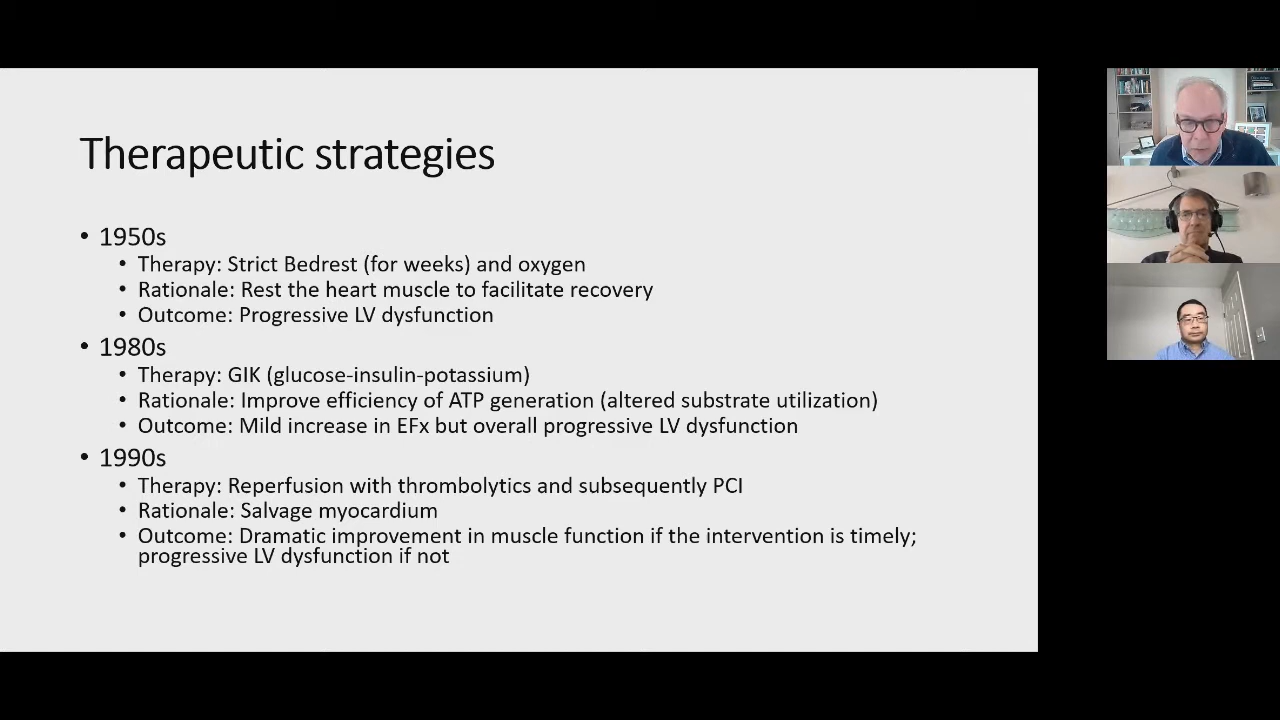 Therapeutic strategies
• 1950s
• Therapy: Strict Bedrest (for weeks) and oxygen
• Rationale: Rest the heart muscle to facilitate recovery
• Outcome: Progressive LV dysfunction
• 1980s
• Therapy: GIK (glucose-insulin-potassium)
• Rationale: Improve efficiency of ATP generation (altered substrate utilization)
• Outcome: Mild increase in EFx but overall progressive LV dysfunction
• 1990s
• Therapy: Reperfusion with thrombolytics and subsequently PCI
• Rationale: Salvage myocardium
• Outcome: Dramatic improvement in muscle function if the intervention is timely;
progressive LV dysfunction if not